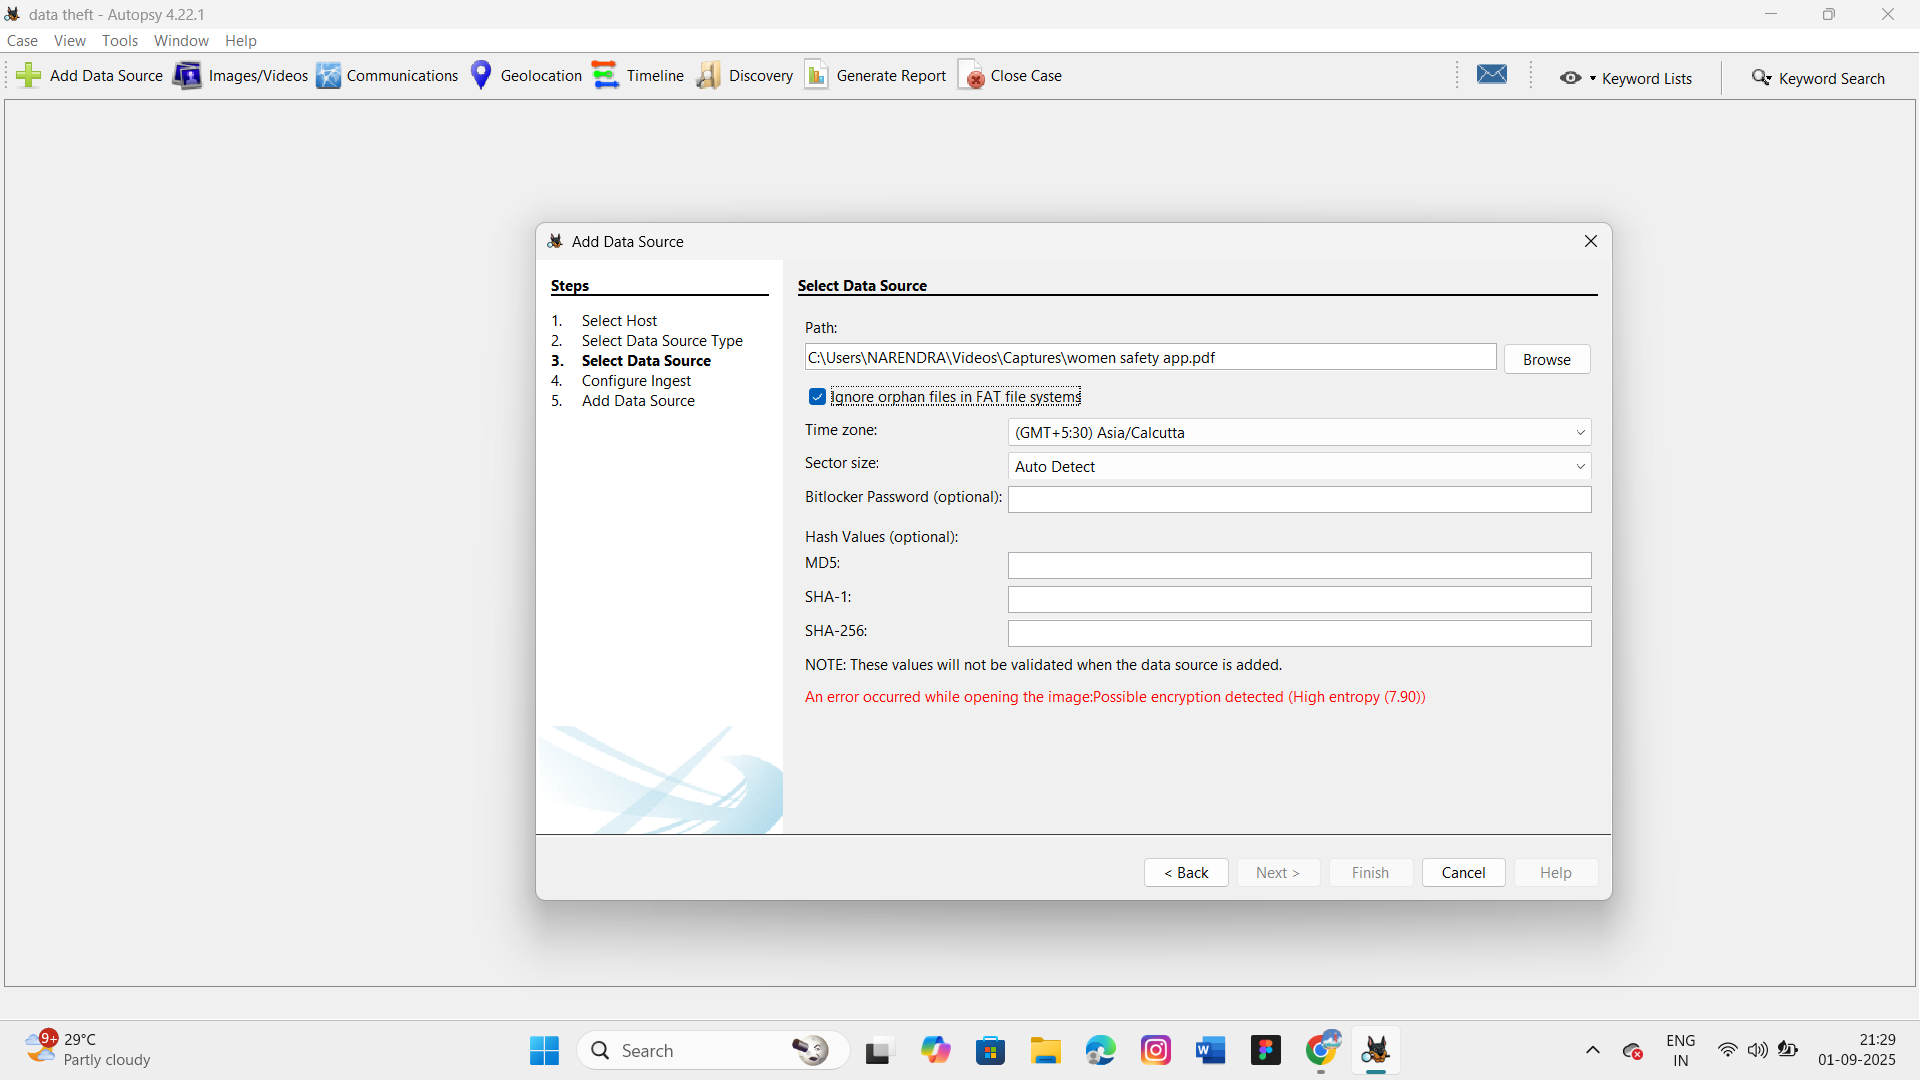 data theft - Autopsy 4.22.1
Case View Tools Window Help
Add Data Source Images/Videos Communications Geolocation Timeline Discovery Generate Report Close Case Keyword Lists Keyword Search
Add Data Source
Steps
1. Select Host
2. Select Data Source Type
3. Select Data Source
4. Configure Ingest
5. Add Data Source
Select Data Source
Path:
C:\Users\NARENDRA\Videos\Captures\women safety app.pdf
Browse
Ignore orphan files in FAT file systems
Time zone: (GMT+5:30) Asia/Calcutta
Sector size: Auto Detect
Bitlocker Password (optional):
Hash Values (optional):
MD5:
SHA-1:
SHA-256:
NOTE: These values will not be validated when the data source is added.
An error occurred while opening the image:Possible encryption detected (High entropy (7.90))
< Back Next > Finish Cancel Help
9+ 29°C
Partly cloudy
Search
ENG
IN
21:29
01-09-2025